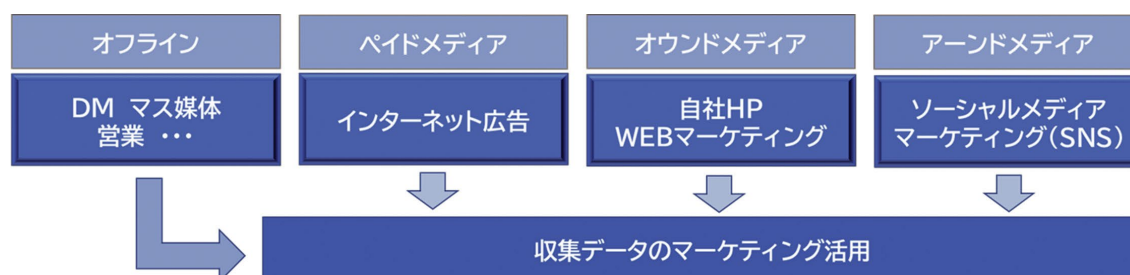 オフライン
ペイドメディア
オウンドメディア
アーンドメディア
DM マス媒体
営業 ･･･
インターネット広告
自社HP
WEBマーケティング
ソーシャルメディア
マーケティング(SNS)
収集データのマーケティング活用